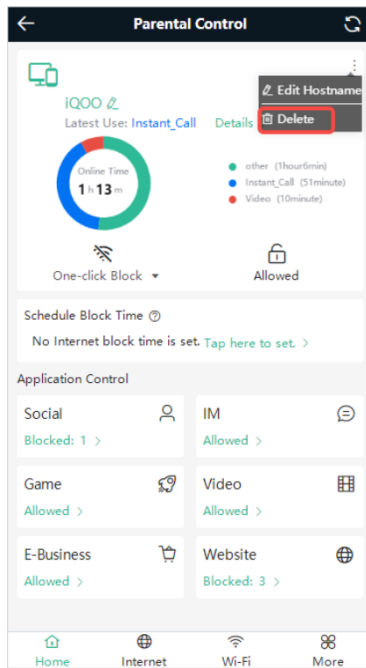 Parental Control
Edit Hostname
iQOO
Latest Use: Instant_Call Details
Delete
Online Time
1 h 13 m
other (1hour6min)
Instant_Call (51minute)
Video (10minute)
One-click Block
Allowed
Schedule Block Time
No Internet block time is set. Tap here to set. >
Application Control
Social
Blocked: 1 >
IM
Allowed >
Game
Allowed >
Video
Allowed >
E-Business
Allowed >
Website
Blocked: 3 >
Home Internet Wi-Fi More